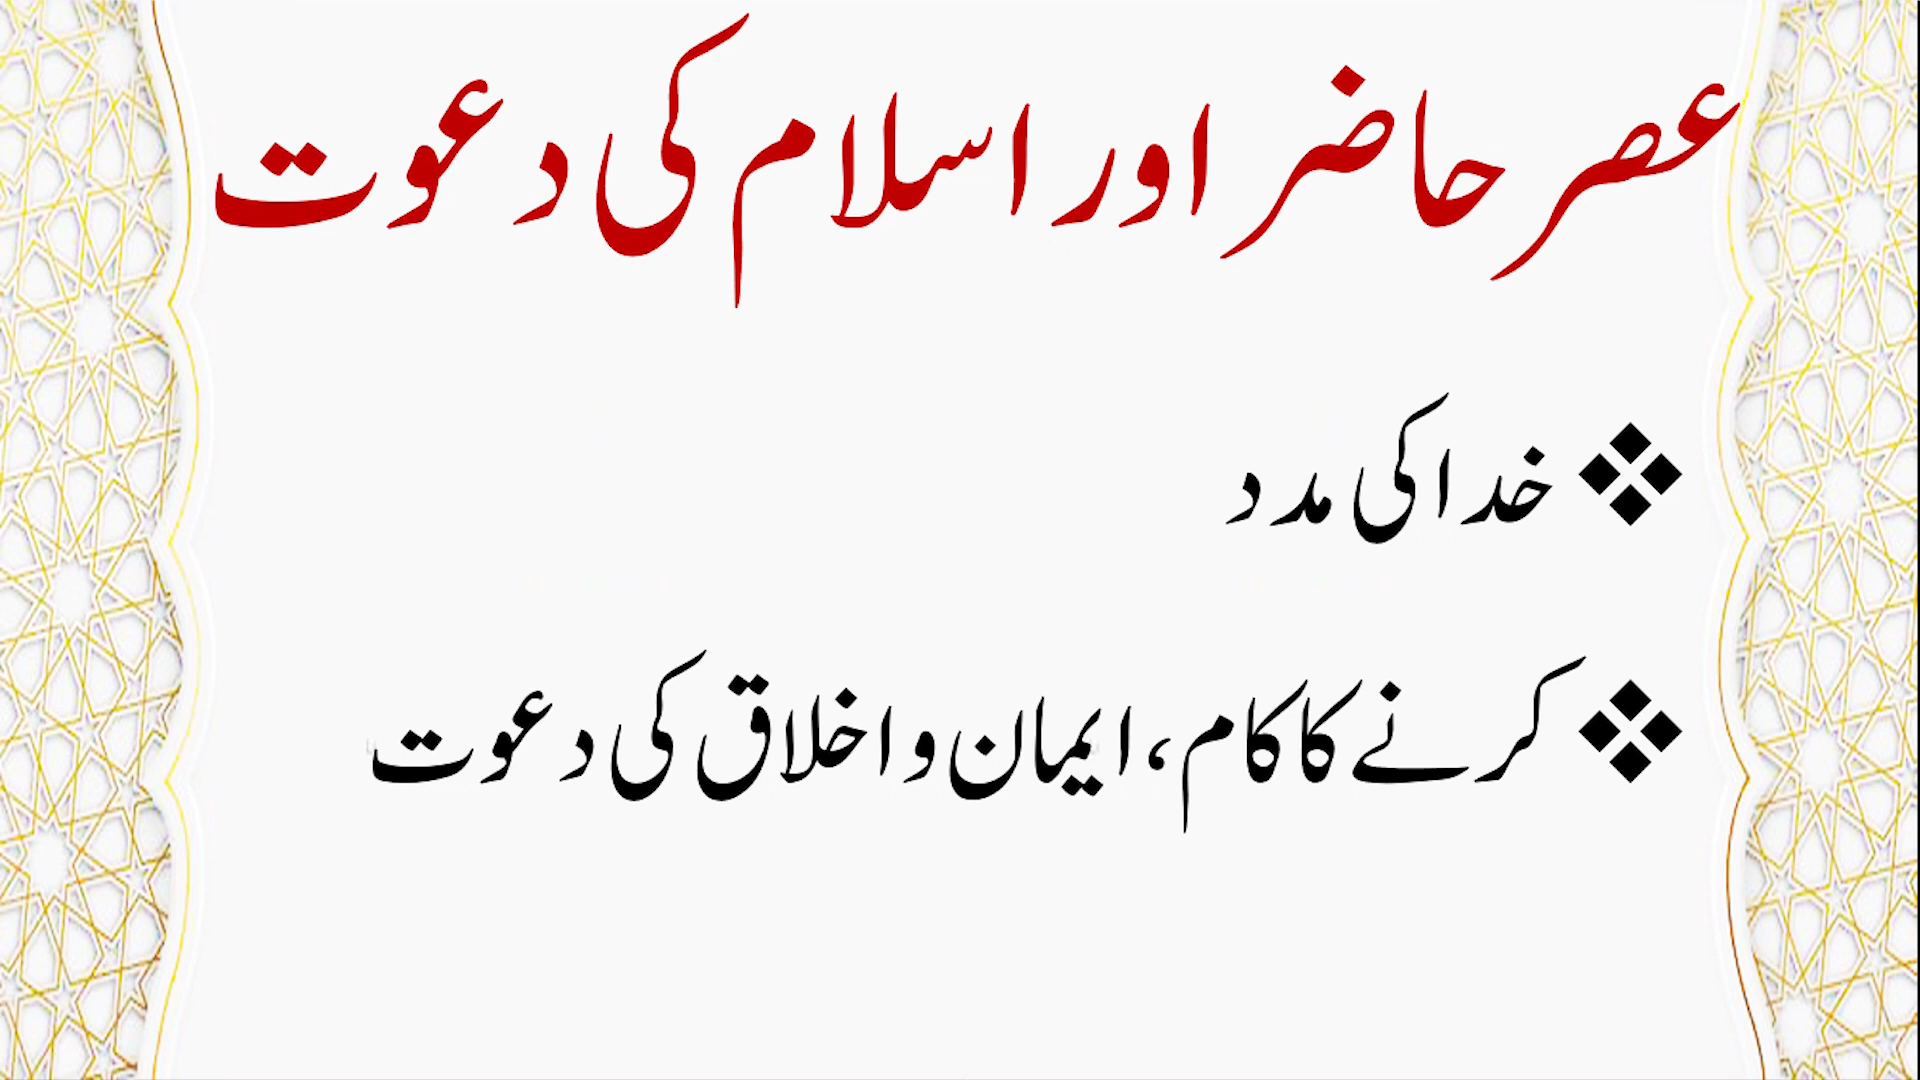 عصر حاضر اور اسلام کی دعوت
❖ خدا کی مدد
❖ کرنے کا کام، ایمان و اخلاق کی دعوت